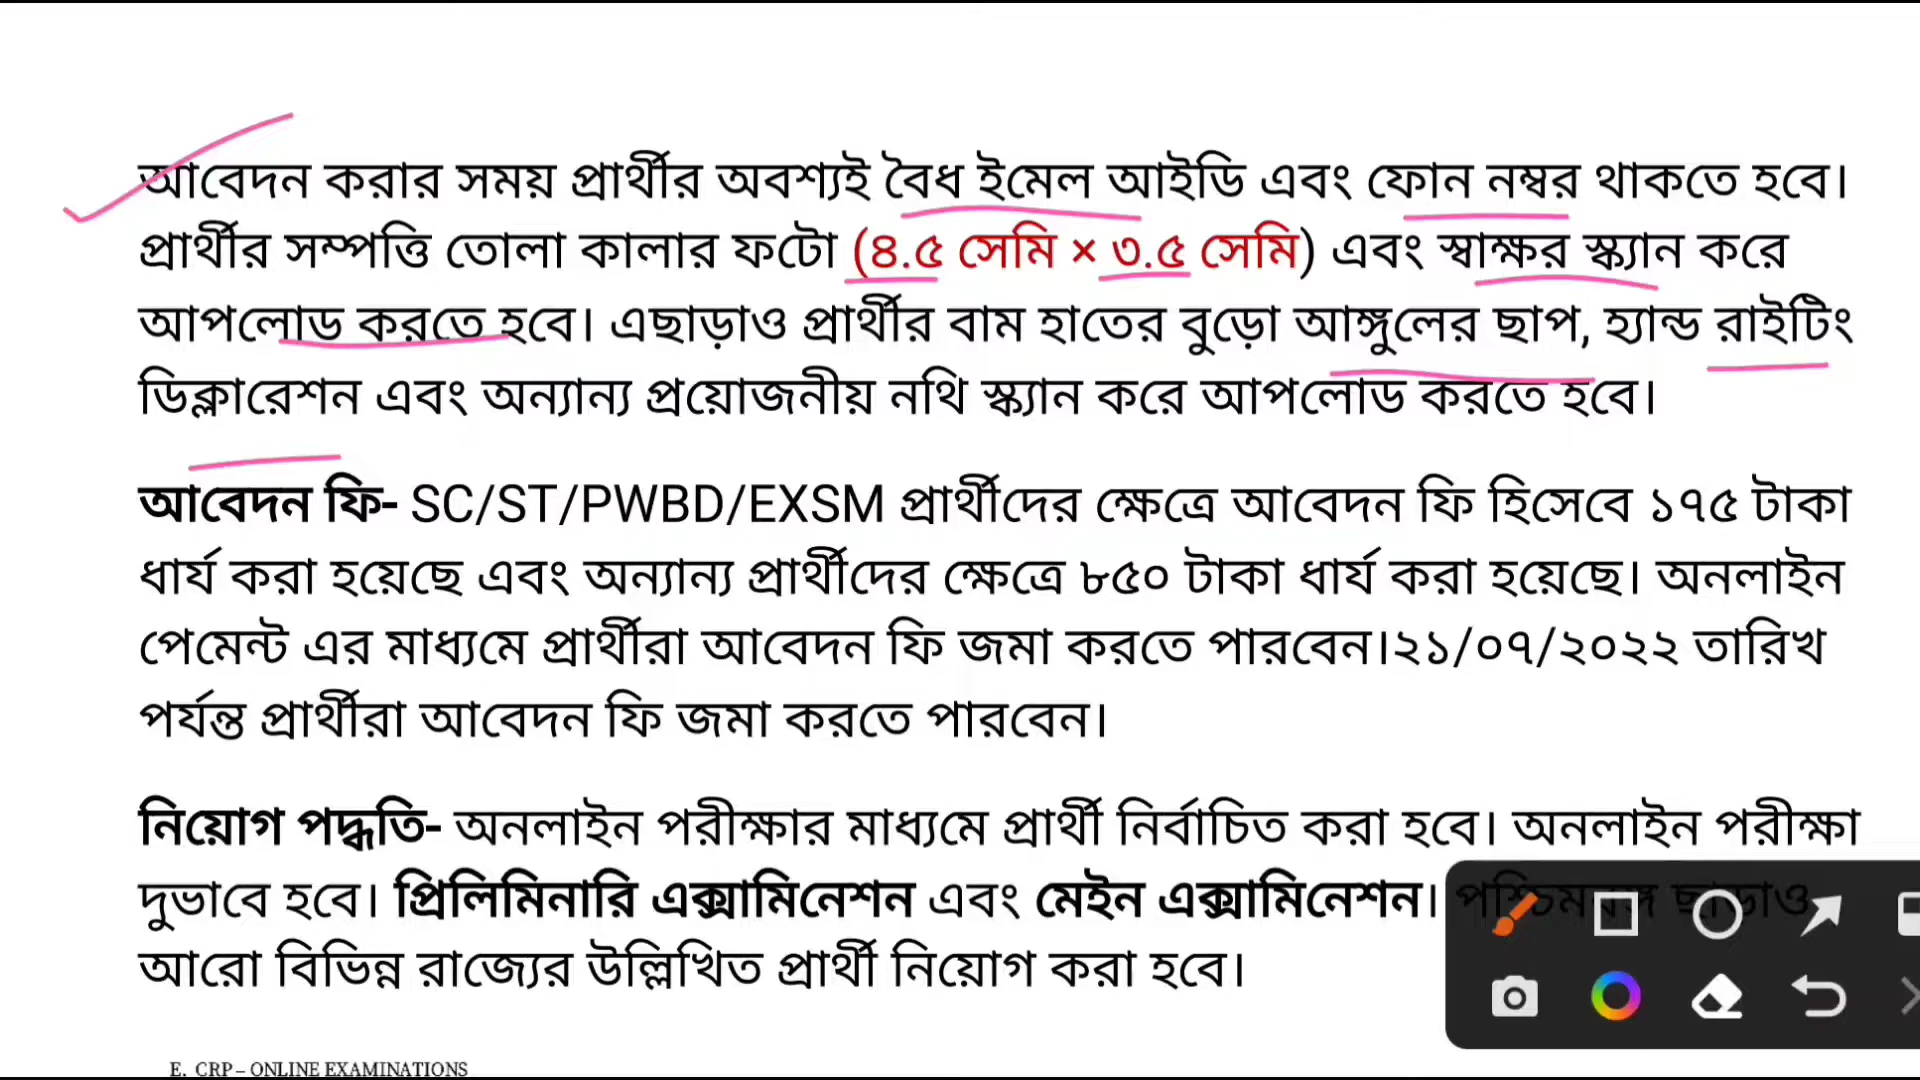 আবেদন করার সময় প্রার্থীর অবশ্যই বৈধ ইমেল আইডি এবং ফোন নম্বর থাকতে হবে।
প্রার্থীর সম্পত্তি তোলা কালার ফটো (৪.৫ সেমি × ৩.৫ সেমি) এবং স্বাক্ষর স্ক্যান করে
আপলোড করতে হবে। এছাড়াও প্রার্থীর বাম হাতের বুড়ো আঙ্গুলের ছাপ, হ্যান্ড রাইটিং
ডিক্লারেশন এবং অন্যান্য প্রয়োজনীয় নথি স্ক্যান করে আপলোড করতে হবে।
আবেদন ফি- SC/ST/PWBD/EXSM প্রার্থীদের ক্ষেত্রে আবেদন ফি হিসেবে ১৭৫ টাকা
ধার্য করা হয়েছে এবং অন্যান্য প্রার্থীদের ক্ষেত্রে ৮৫০ টাকা ধার্য করা হয়েছে। অনলাইন
পেমেন্ট এর মাধ্যমে প্রার্থীরা আবেদন ফি জমা করতে পারবেন।২১/০৭/২০২২ তারিখ
পর্যন্ত প্রার্থীরা আবেদন ফি জমা করতে পারবেন।
নিয়োগ পদ্ধতি- অনলাইন পরীক্ষার মাধ্যমে প্রার্থী নির্বাচিত করা হবে। অনলাইন পরীক্ষা
দুভাবে হবে। প্রিলিমিনারি এক্সামিনেশন এবং মেইন এক্সামিনেশন। পশ্চিমবঙ্গ ছাড়াও
আরো বিভিন্ন রাজ্যের উল্লিখিত প্রার্থী নিয়োগ করা হবে।
E. CRP – ONLINE EXAMINATIONS